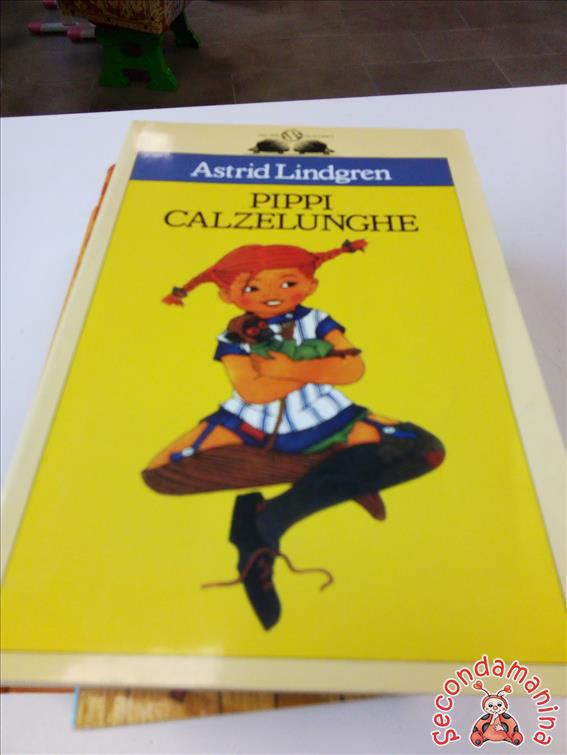 Astrid Lindgren
PIPPI
CALZELUNGHE
Secondamanina